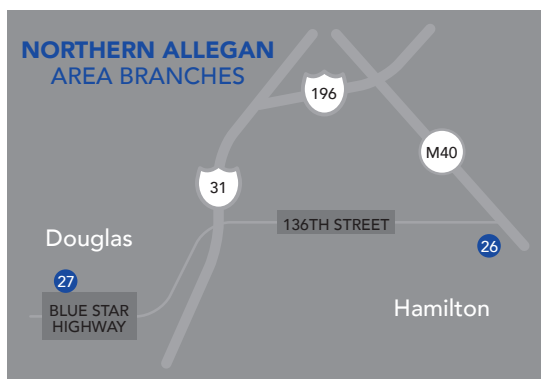 NORTHERN ALLEGAN
AREA BRANCHES
196
M40
31
136TH STREET
Douglas
26
27
BLUE STAR
HIGHWAY
Hamilton